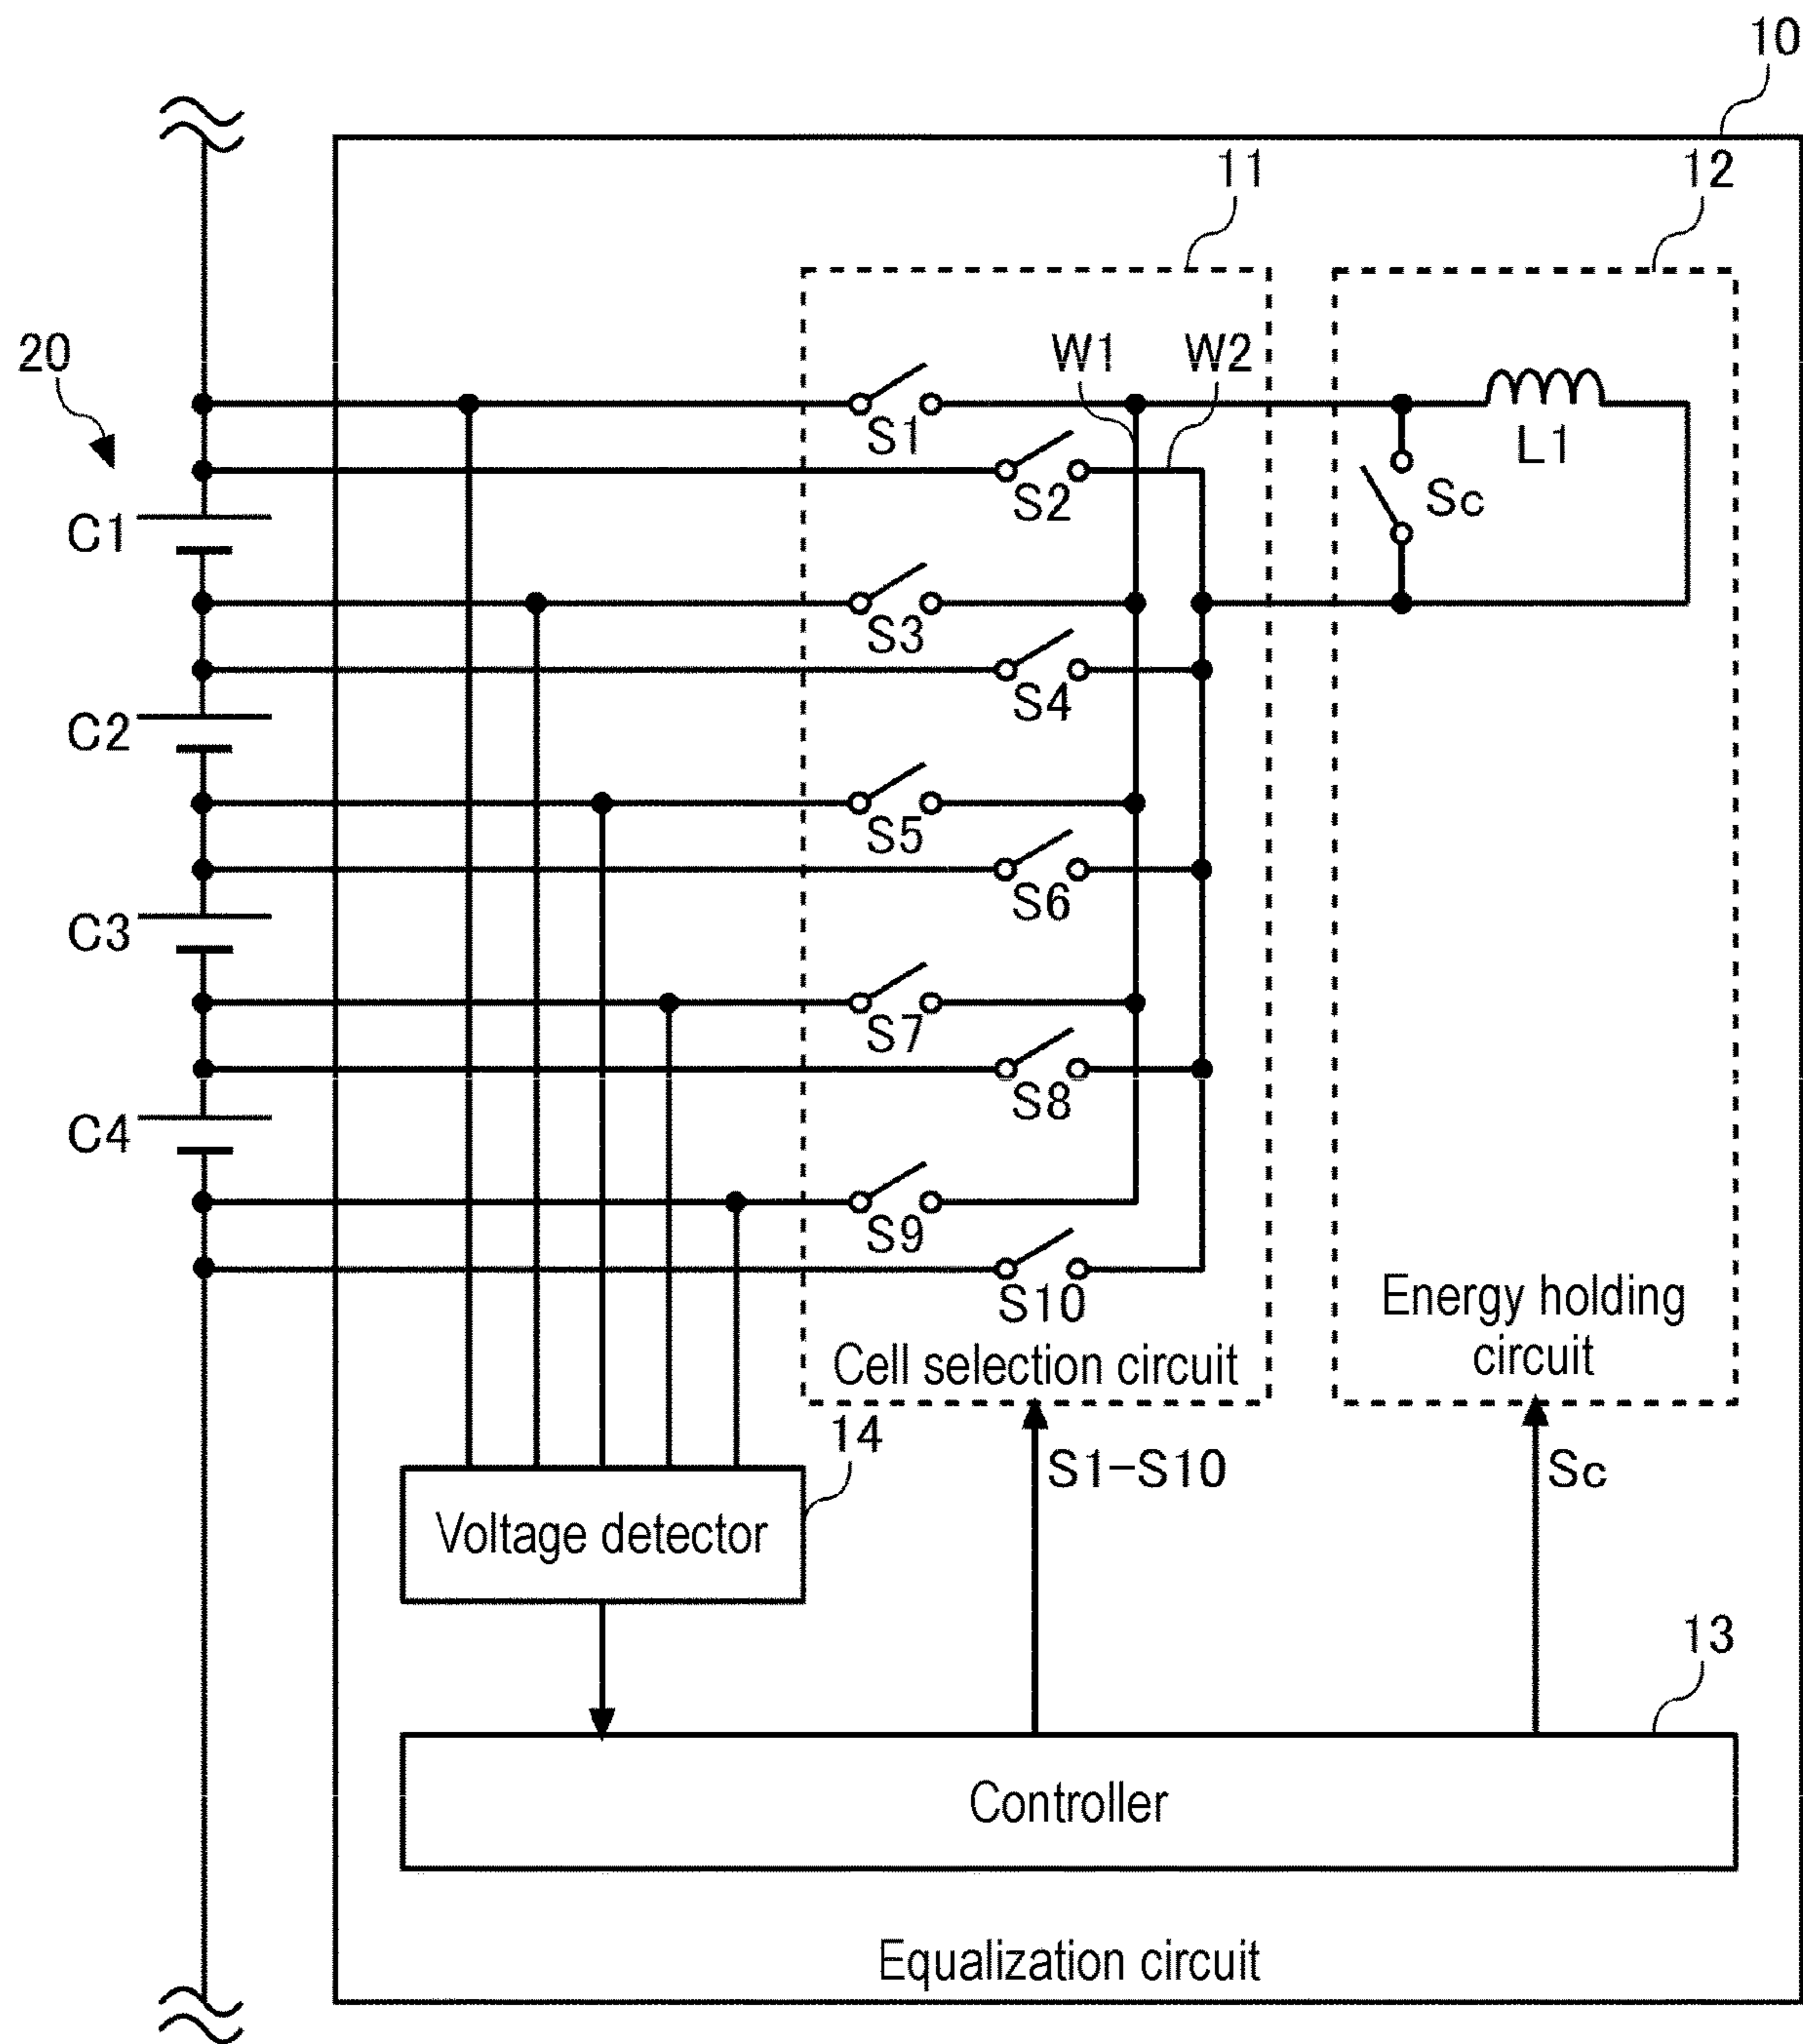 10
11
12
20
W1
W2
S1
L1
S2
Sc
C1
S3
S4
C2
S5
S6
C3
S7
S8
C4
S9
S10
Energy holding
circuit
Cell selection circuit
14
S1-S10
Sc
Voltage detector
13
Controller
Equalization circuit